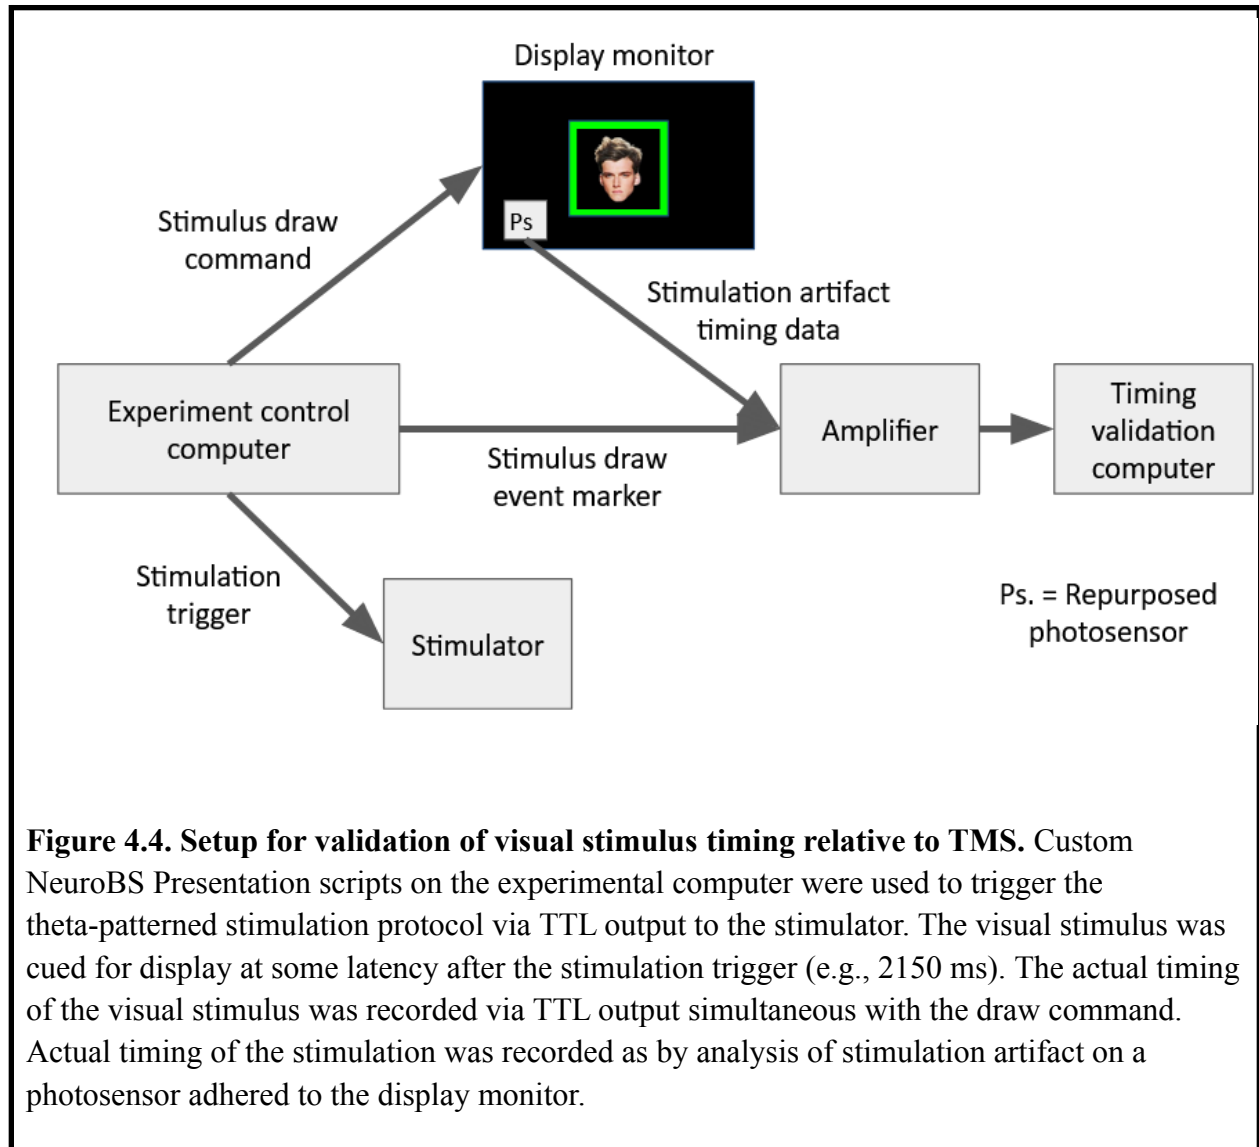 Display monitor
Ps
Stimulus draw
command
Stimulation artifact
timing data
Experiment control
computer
Stimulus draw
event marker
Amplifier
Timing
validation
computer
Stimulation
trigger
Stimulator
Ps. = Repurposed
photosensor
Figure 4.4. Setup for validation of visual stimulus timing relative to TMS. Custom
NeuroBS Presentation scripts on the experimental computer were used to trigger the
theta-patterned stimulation protocol via TTL output to the stimulator. The visual stimulus was
cued for display at some latency after the stimulation trigger (e.g., 2150 ms). The actual timing
of the visual stimulus was recorded via TTL output simultaneous with the draw command.
Actual timing of the stimulation was recorded as by analysis of stimulation artifact on a
photosensor adhered to the display monitor.